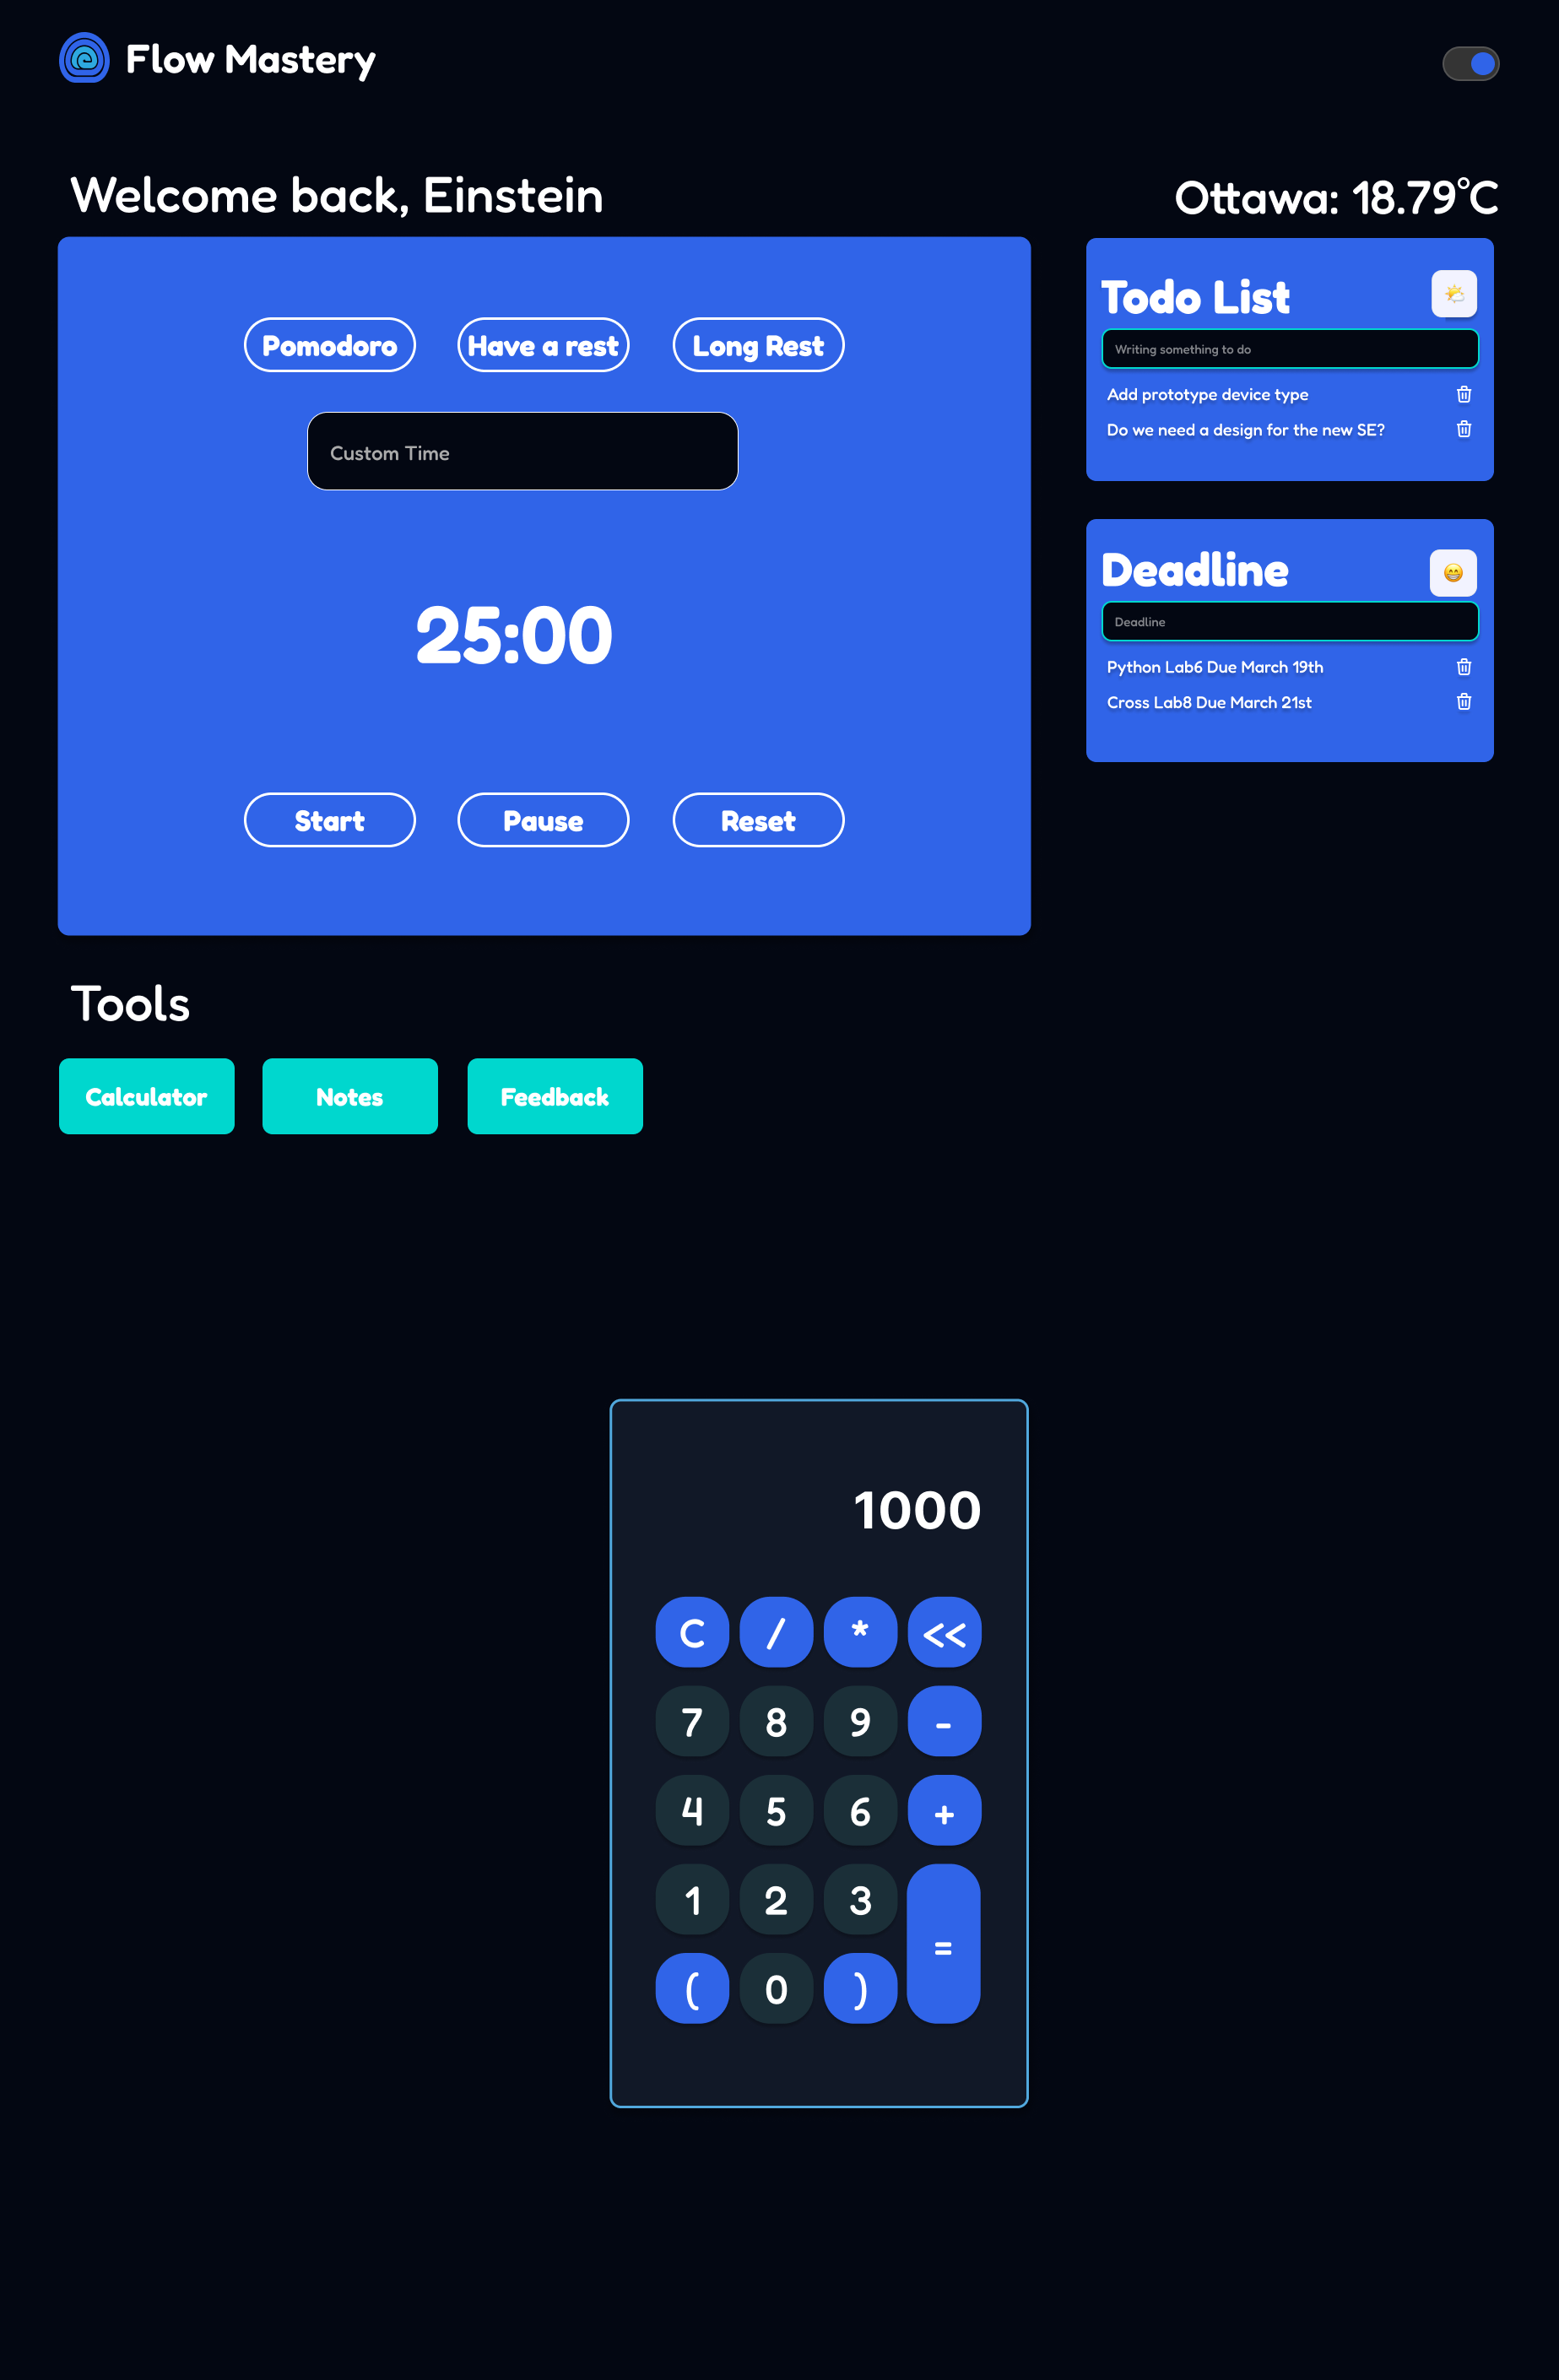 Flow Mastery
Welcome back, Einstein
Ottawa: 18.79°C
Pomodoro
Have a rest
Long Rest
Custom Time
25:00
Start
Pause
Reset
Todo List
Writing something to do
Add prototype device type
Do we need a design for the new SE?
Deadline
Deadline
Python Lab6 Due March 19th
Cross Lab8 Due March 21st
Tools
Calculator
Notes
Feedback
1000
C / * <<
7 8 9 -
4 5 6 +
1 2 3
=
( 0 )